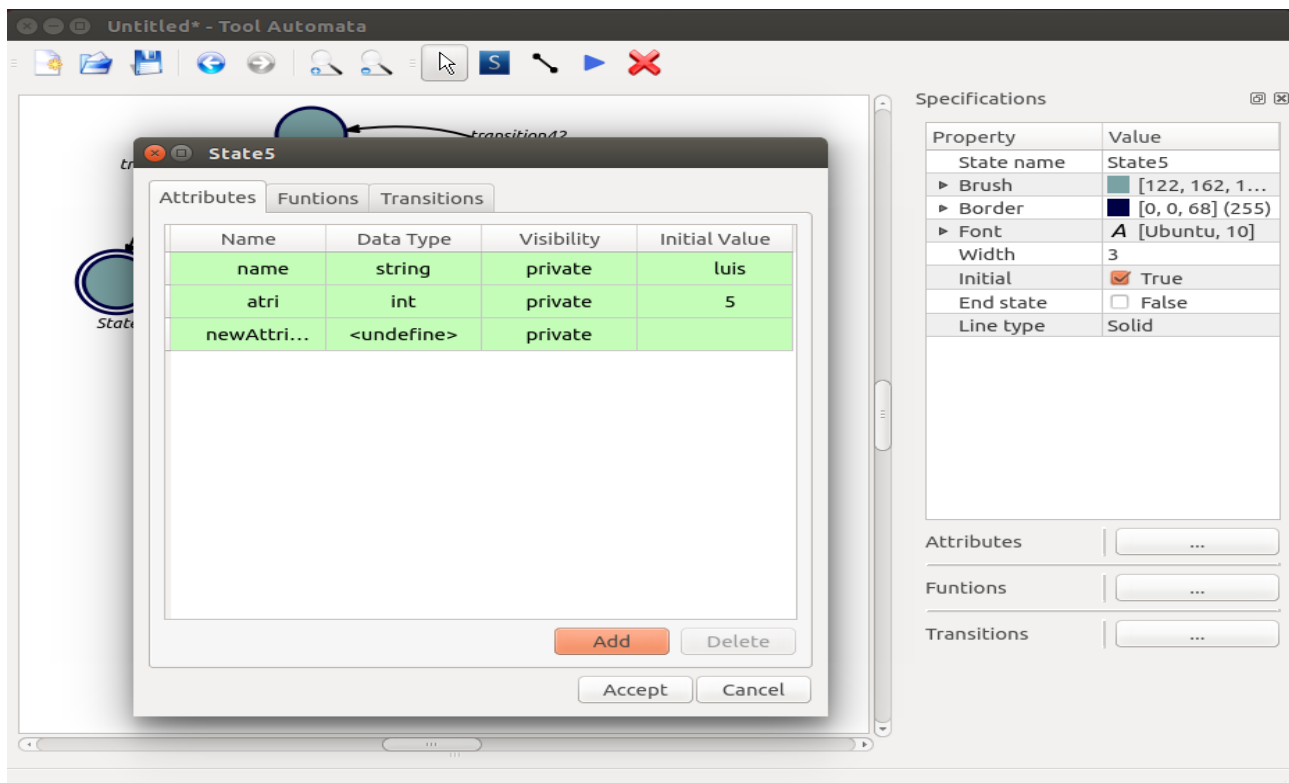 Untitled* - Tool Automata
S
Specifications
Property Value
State name State5
Brush [122, 162, 1...
Border [0, 0, 68] (255)
Font A [Ubuntu, 10]
Width 3
Initial True
End state False
Line type Solid
Attributes ...
Funtions ...
Transitions ...
transition42
tr
State
State5
Attributes Funtions Transitions
Name Data Type Visibility Initial Value
name string private luis
atri int private 5
newAttri... <undefine> private
Add Delete
Accept Cancel